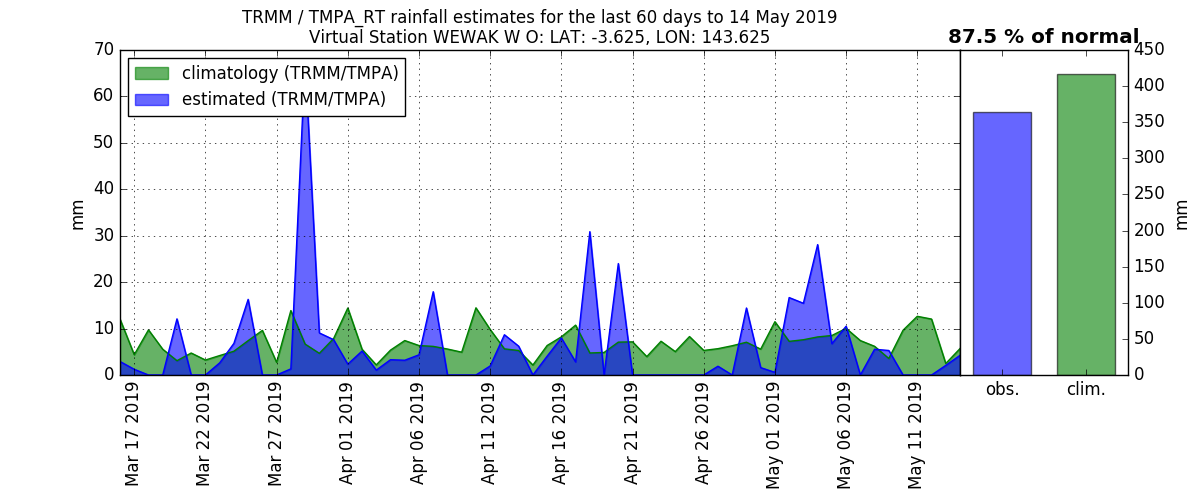 TRMM / TMPA_RT rainfall estimates for the last 60 days to 14 May 2019
Virtual Station WEWAK W O: LAT: -3.625, LON: 143.625
87.5 % of normal
climatology (TRMM/TMPA)
estimated (TRMM/TMPA)
70
60
50
40
30
20
10
0
mm
Mar 17 2019
Mar 22 2019
Mar 27 2019
Apr 01 2019
Apr 06 2019
Apr 11 2019
Apr 16 2019
Apr 21 2019
Apr 26 2019
May 01 2019
May 06 2019
May 11 2019
obs.
clim.
450
400
350
300
250
200
150
100
50
0
mm